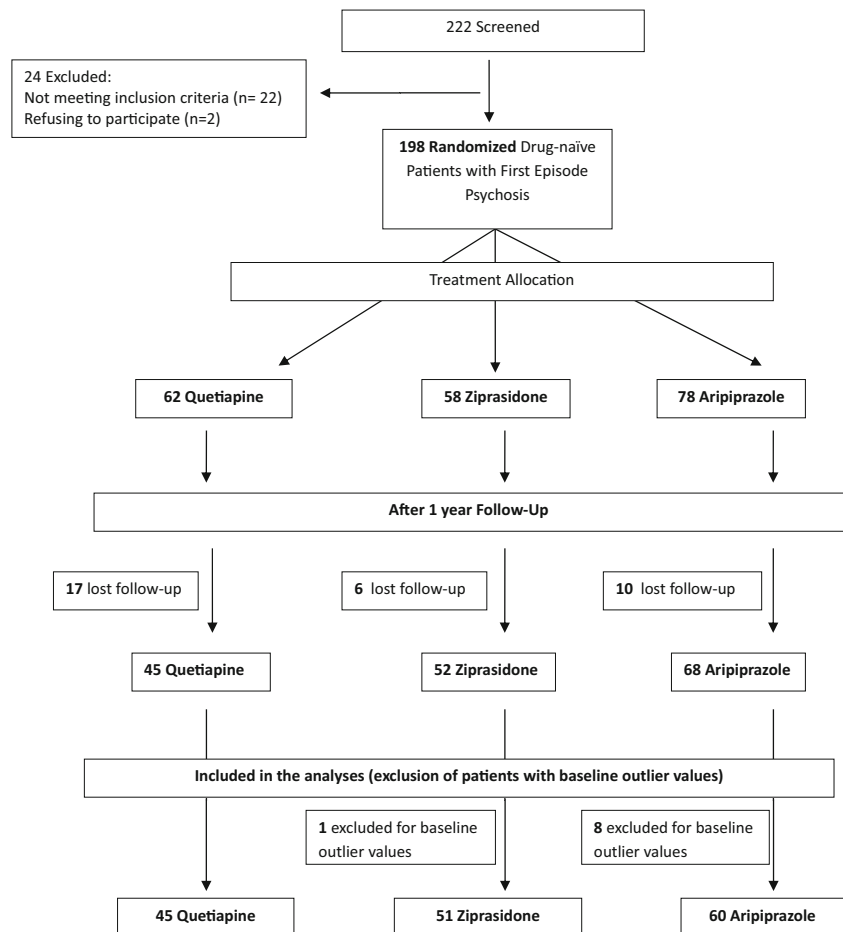 222 Screened
24 Excluded:
Not meeting inclusion criteria (n= 22)
Refusing to participate (n=2)
198 Randomized Drug-naïve
Patients with First Episode
Psychosis
Treatment Allocation
62 Quetiapine
58 Ziprasidone
78 Aripiprazole
After 1 year Follow-Up
17 lost follow-up
6 lost follow-up
10 lost follow-up
45 Quetiapine
52 Ziprasidone
68 Aripiprazole
Included in the analyses (exclusion of patients with baseline outlier values)
1 excluded for baseline
outlier values
8 excluded for baseline
outlier values
45 Quetiapine
51 Ziprasidone
60 Aripiprazole